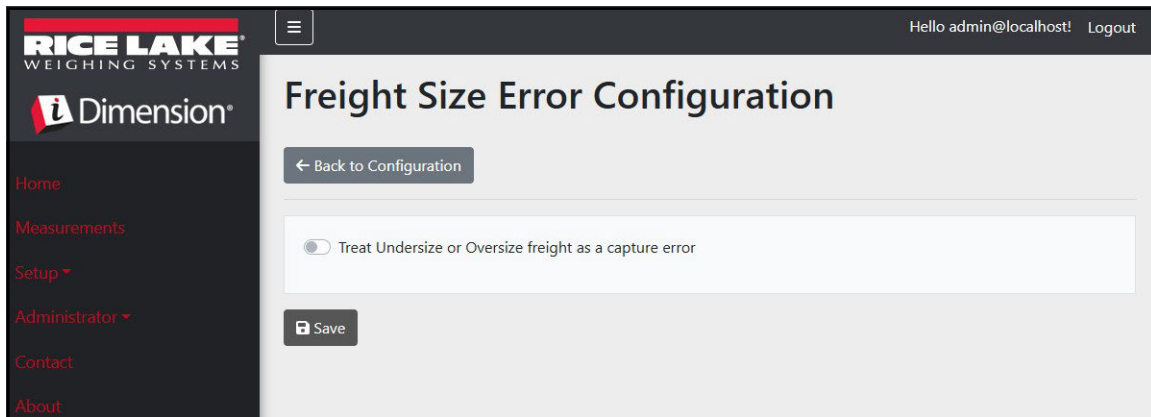 RICE LAKE®
WEIGHING SYSTEMS
i Dimension®
Home
Measurements
Setup
Administrator
Contact
About
Hello admin@localhost! Logout
Freight Size Error Configuration
← Back to Configuration
Treat Undersize or Oversize freight as a capture error
Save